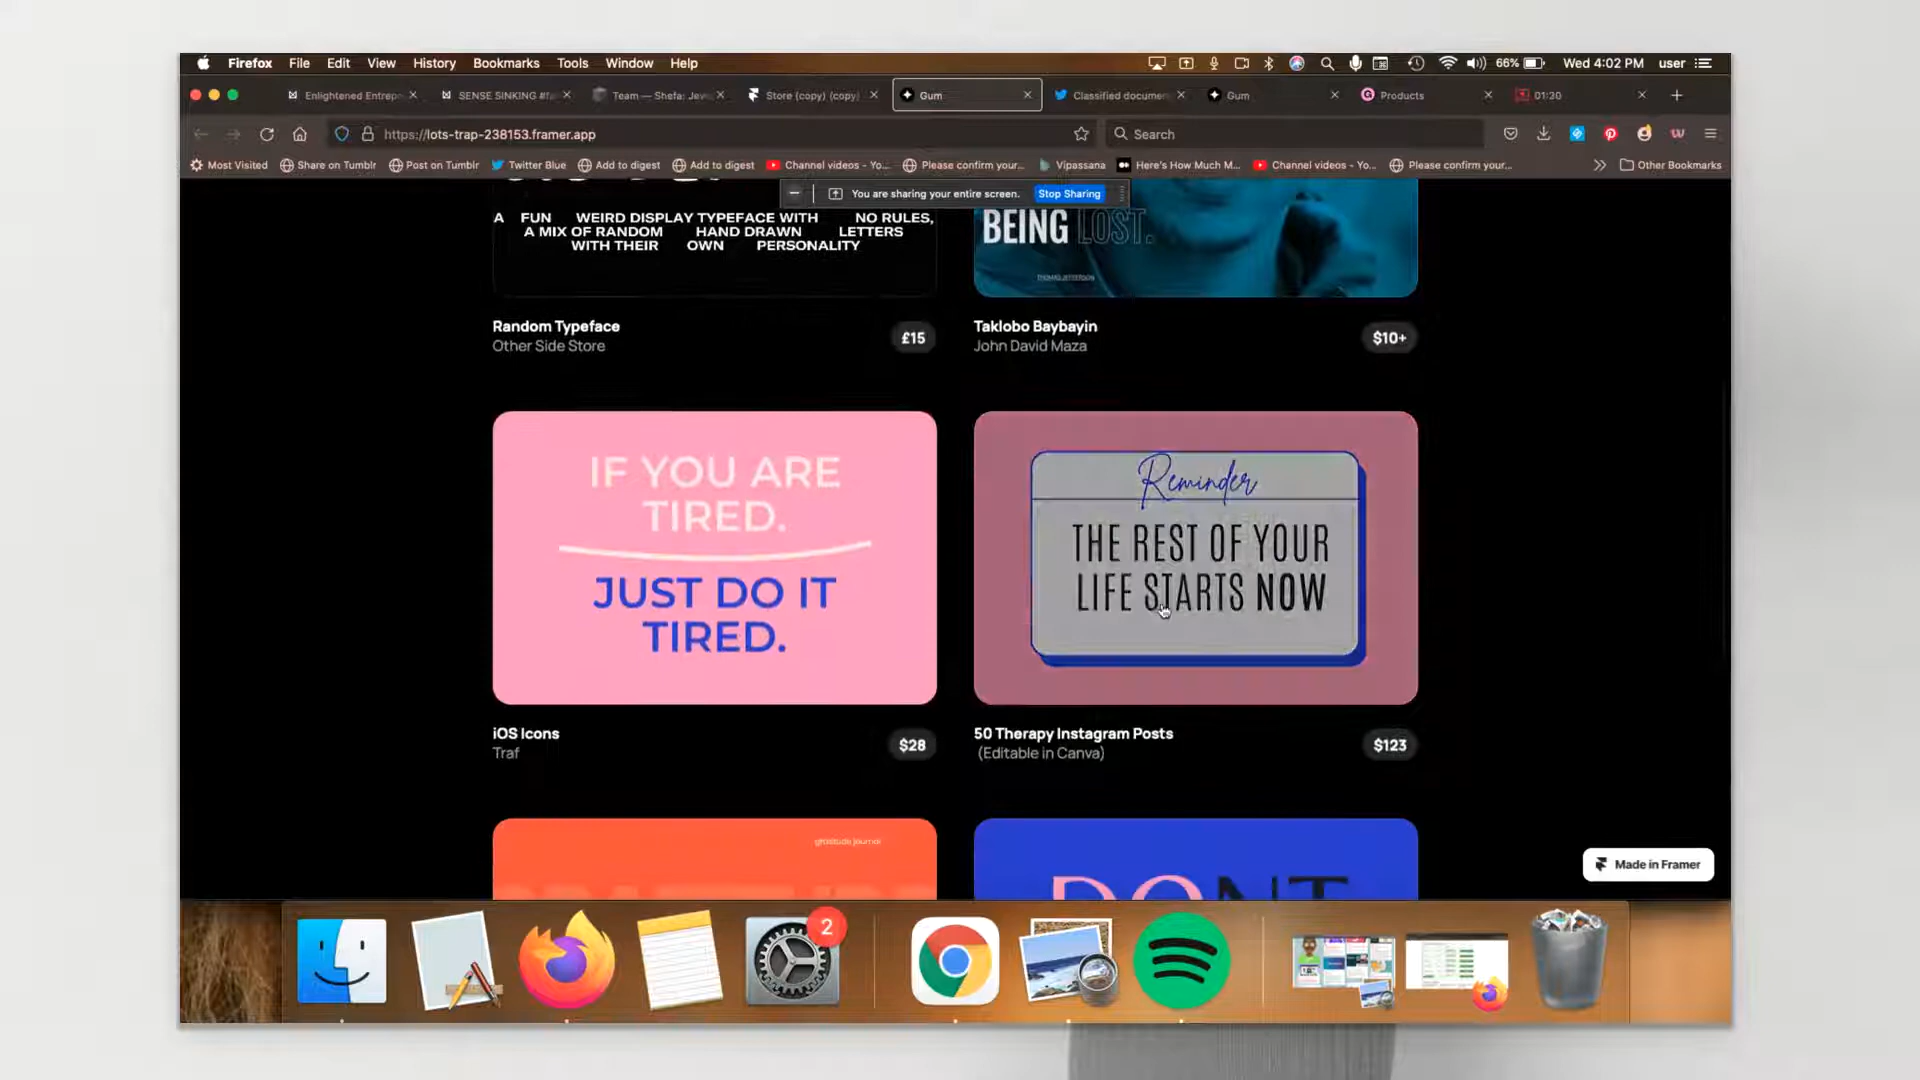 Firefox File Edit View History Bookmarks Tools Window Help 66% Wed 4:02 PM user
Enlightened Entrep SENSE SINKING Team — Shefa: Jew Store (copy) (copy) Gum Classified documen Gum Products 01:30
https://lots-trap-238153.framer.app Search
Most Visited Share on Tumblr Post on Tumblr Twitter Blue Add to digest Add to digest Channel videos - Yo... Please confirm your... Vipassana Here's How Much M... Channel videos - Yo... Please confirm your... Other Bookmarks
You are sharing your entire screen. Stop Sharing
A FUN WEIRD DISPLAY TYPEFACE WITH NO RULES,
A MIX OF RANDOM HAND DRAWN LETTERS
WITH THEIR OWN PERSONALITY
BEING LOST.
THOMAS JEFFERSON
Random Typeface
Other Side Store
£15
Taklobo Baybayin
John David Maza
$10+
IF YOU ARE
TIRED.
JUST DO IT
TIRED.
Reminder
THE REST OF YOUR
LIFE STARTS NOW
iOS Icons
Traf
$28
50 Therapy Instagram Posts
(Editable in Canva)
$123
gratitude journal
DONT
Made in Framer
2